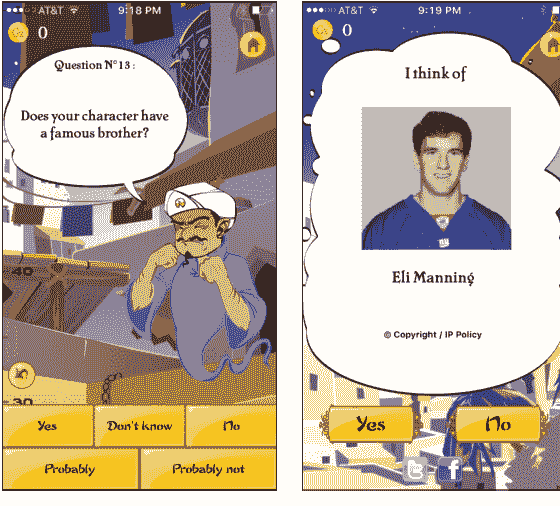 AT&T 9:18 PM
0
Question N°13 :
Does your character have
a famous brother?
40
30
Yes
Don't know
No
Probably
Probably not
AT&T 9:19 PM
0
I think of
Eli Manning
© Copyright / IP Policy
Yes
No